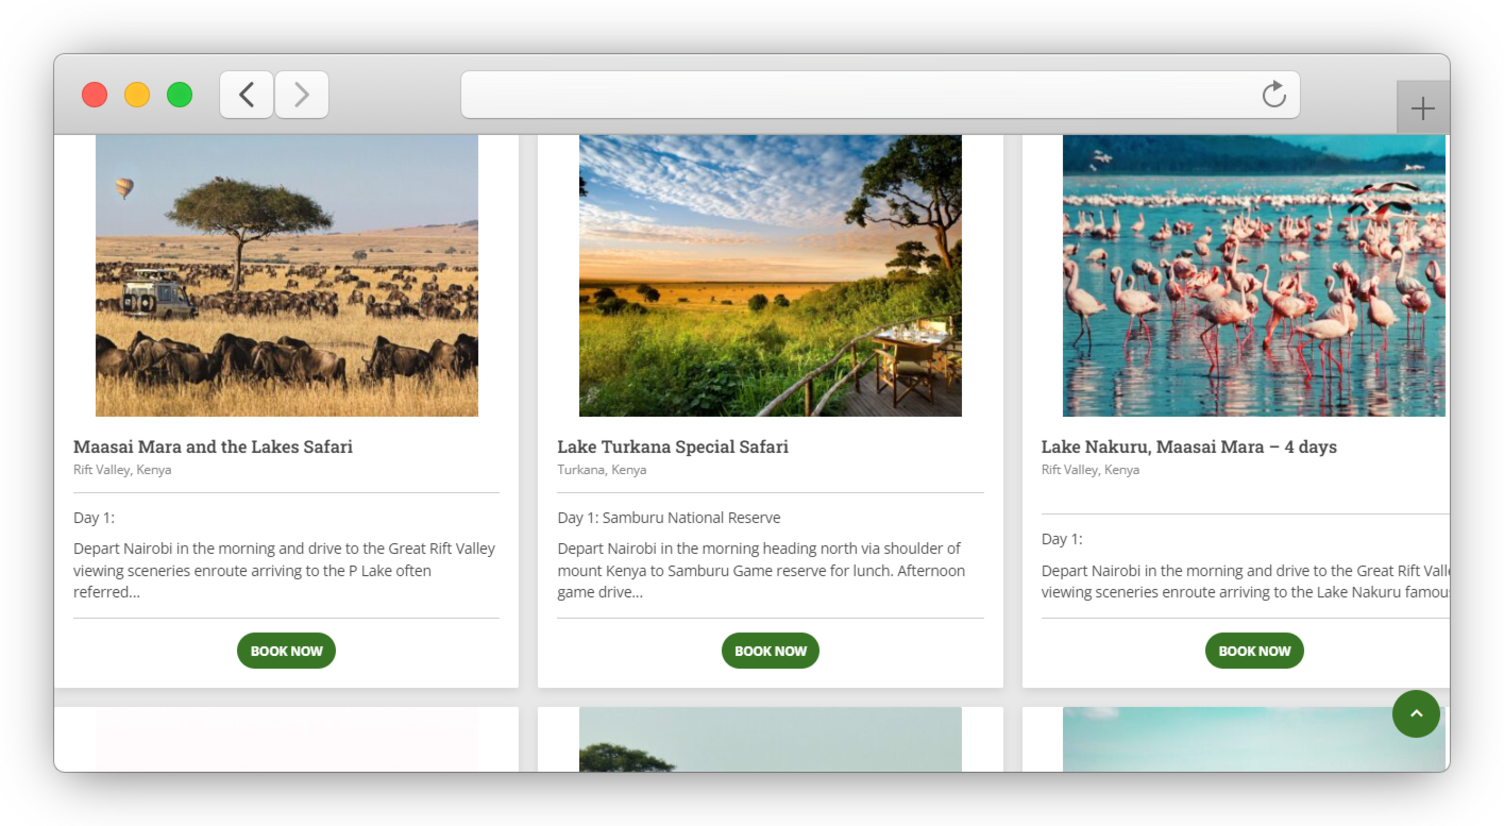 Maasai Mara and the Lakes Safari
Rift Valley, Kenya
Day 1:
Depart Nairobi in the morning and drive to the Great Rift Valley
viewing sceneries enroute arriving to the P Lake often
referred...
BOOK NOW
Lake Turkana Special Safari
Turkana, Kenya
Day 1: Samburu National Reserve
Depart Nairobi in the morning heading north via shoulder of
mount Kenya to Samburu Game reserve for lunch. Afternoon
game drive...
BOOK NOW
Lake Nakuru, Maasai Mara – 4 days
Rift Valley, Kenya
Day 1:
Depart Nairobi in the morning and drive to the Great Rift
viewing sceneries enroute arriving to the Lake Nakuru
BOOK NOW